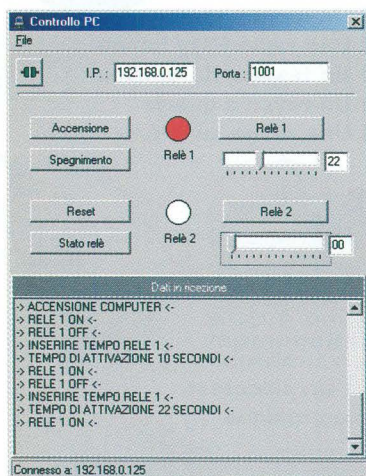 Controllo PC
File
I.P. : 192.168.0.125 Porta : 1001
Accensione Relè 1
Spegnimento Relè 1 22
Reset Relè 2
Stato relè Relè 2 00
Dati in ricezione
-> ACCENSIONE COMPUTER <-
-> RELE 1 ON <-
-> RELE 1 OFF <-
-> INSERIRE TEMPO RELE 1 <-
-> TEMPO DI ATTIVAZIONE 10 SECONDI <-
-> RELE 1 ON <-
-> RELE 1 OFF <-
-> INSERIRE TEMPO RELE 1 <-
-> TEMPO DI ATTIVAZIONE 22 SECONDI <-
-> RELE 1 ON <-
Connesso a: 192.168.0.125